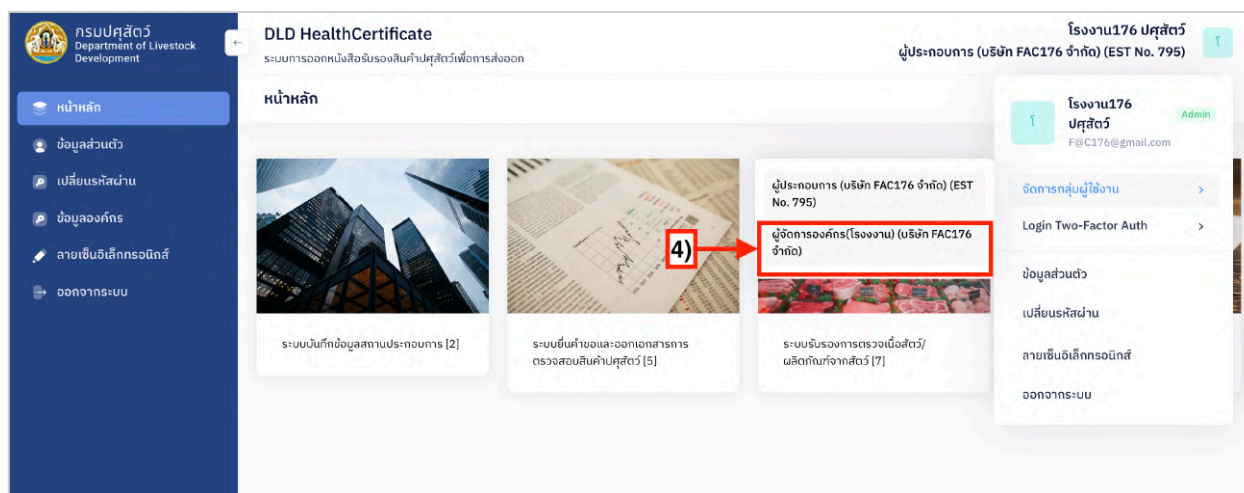 กรมปศุสัตว์
Department of Livestock
Development
หน้าหลัก
ข้อมูลส่วนตัว
เปลี่ยนรหัสผ่าน
ข้อมูลองค์กร
ลายเซ็นอิเล็กทรอนิกส์
ออกจากระบบ
DLD HealthCertificate
ระบบการออกหนังสือรับรองสินค้าปศุสัตว์เพื่อการส่งออก
โรงงาน176 ปศุสัตว์
ผู้ประกอบการ (บริษัท FAC176 จำกัด) (EST No. 795)
โ
หน้าหลัก
ระบบบันทึกข้อมูลสถานประกอบการ [2]
4)
ระบบยื่นคำขอและออกเอกสารการ
ตรวจสอบสินค้าปศุสัตว์ [5]
ผู้ประกอบการ (บริษัท FAC176 จำกัด) (EST
No. 795)
ผู้จัดการองค์กร(โรงงาน) (บริษัท FAC176
จำกัด)
ระบบรับรองการตรวจเนื้อสัตว์/
ผลิตภัณฑ์จากสัตว์ [7]
โ
โรงงาน176
ปศุสัตว์
Admin
F@C176@gmail.com
จัดการกลุ่มผู้ใช้งาน
Login Two-Factor Auth
ข้อมูลส่วนตัว
เปลี่ยนรหัสผ่าน
ลายเซ็นอิเล็กทรอนิกส์
ออกจากระบบ